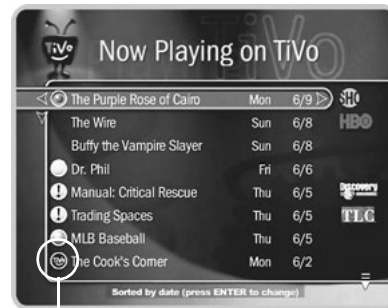 TiVo
Now Playing on TiVo
The Purple Rose of Cairo Mon 6/9 SHO
The Wire Sun 6/8 HBO
Buffy the Vampire Slayer Sun 6/8
Dr. Phil Fri 6/6
Manual: Critical Rescue Thu 6/5 Discovery
Trading Spaces Thu 6/5 TLC
MLB Baseball Thu 6/5
TiVo The Cook's Corner Mon 6/2
Sorted by date (press ENTER to change)